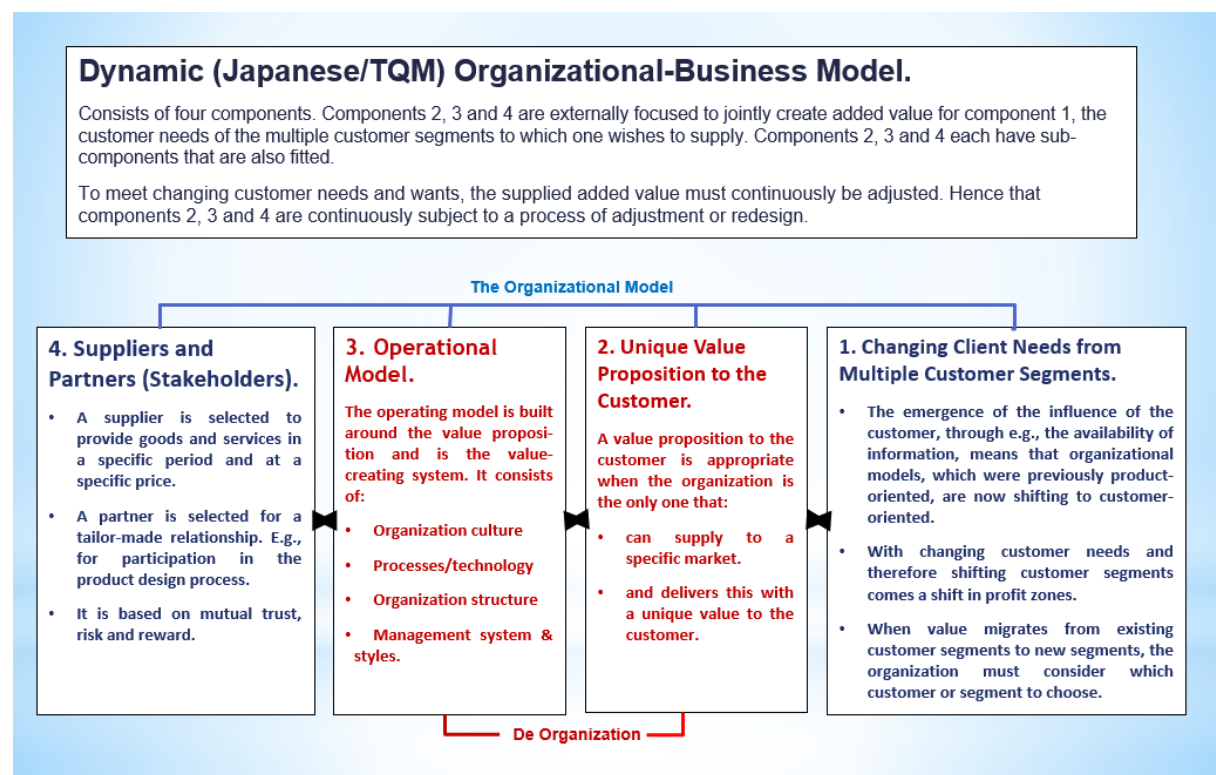 Dynamic (Japanese/TQM) Organizational-Business Model.
Consists of four components. Components 2, 3 and 4 are externally focused to jointly create added value for component 1, the
customer needs of the multiple customer segments to which one wishes to supply. Components 2, 3 and 4 each have sub-
components that are also fitted.
To meet changing customer needs and wants, the supplied added value must continuously be adjusted. Hence that
components 2, 3 and 4 are continuously subject to a process of adjustment or redesign.
The Organizational Model
4. Suppliers and
Partners (Stakeholders).
• A supplier is selected to
provide goods and services in
a specific period and at a
specific price.
• A partner is selected for a
tailor-made relationship. E.g.,
for participation in the
product design process.
• It is based on mutual trust,
risk and reward.
3. Operational
Model.
The operating model is built
around the value proposi-
tion and is the value-
creating system. It consists
of:
• Organization culture
• Processes/technology
• Organization structure
• Management system &
styles.
2. Unique Value
Proposition to the
Customer.
A value proposition to the
customer is appropriate
when the organization is
the only one that:
• can supply to a
specific market.
• and delivers this with
a unique value to the
customer.
1. Changing Client Needs from
Multiple Customer Segments.
• The emergence of the influence of the
customer, through e.g., the availability of
information, means that organizational
models, which were previously product-
oriented, are now shifting to customer-
oriented.
• With changing customer needs and
therefore shifting customer segments
comes a shift in profit zones.
• When value migrates from existing
customer segments to new segments, the
organization must consider which
customer or segment to choose.
De Organization